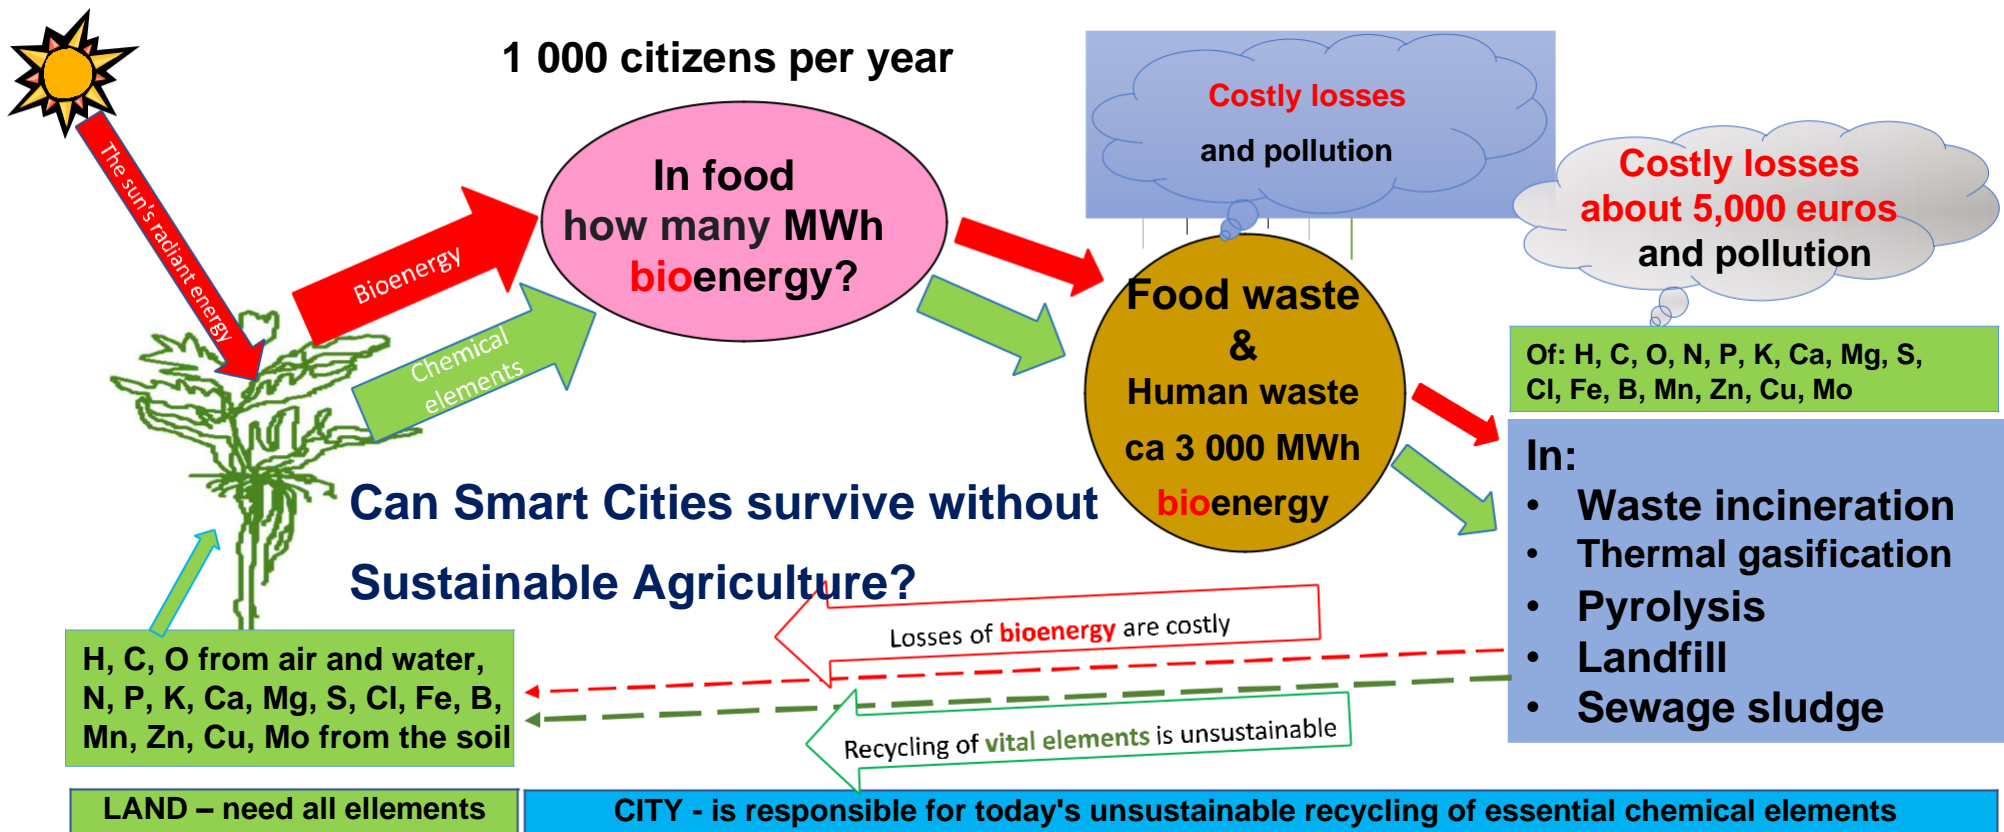 1 000 citizens per year
The sun's radiant energy
Bioenergy
Chemical
elements
In food
how many MWh
bioenergy?
Costly losses
and pollution
Food waste
&
Human waste
ca 3 000 MWh
bioenergy
Costly losses
about 5,000 euros
and pollution
Of: H, C, O, N, P, K, Ca, Mg, S,
Cl, Fe, B, Mn, Zn, Cu, Mo
In:
• Waste incineration
• Thermal gasification
• Pyrolysis
• Landfill
• Sewage sludge
Can Smart Cities survive without
Sustainable Agriculture?
Losses of bioenergy are costly
Recycling of vital elements is unsustainable
H, C, O from air and water,
N, P, K, Ca, Mg, S, Cl, Fe, B,
Mn, Zn, Cu, Mo from the soil
LAND – need all ellements
CITY - is responsible for today's unsustainable recycling of essential chemical elements